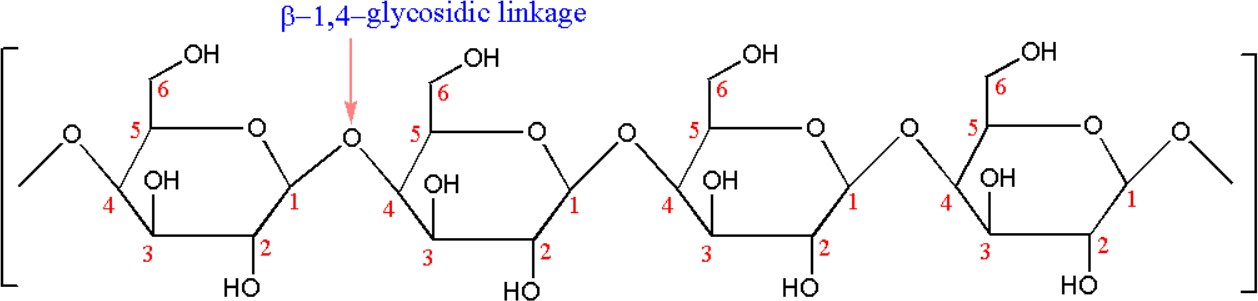 β–1,4–glycosidic linkage
OH OH OH OH
6 6 6 6
O 5 O O 5 O O 5 O O 5 O O
OH OH OH OH
4 1 4 1 4 1 4 1
3 2 3 2 3 2 3 2
HO HO HO HO